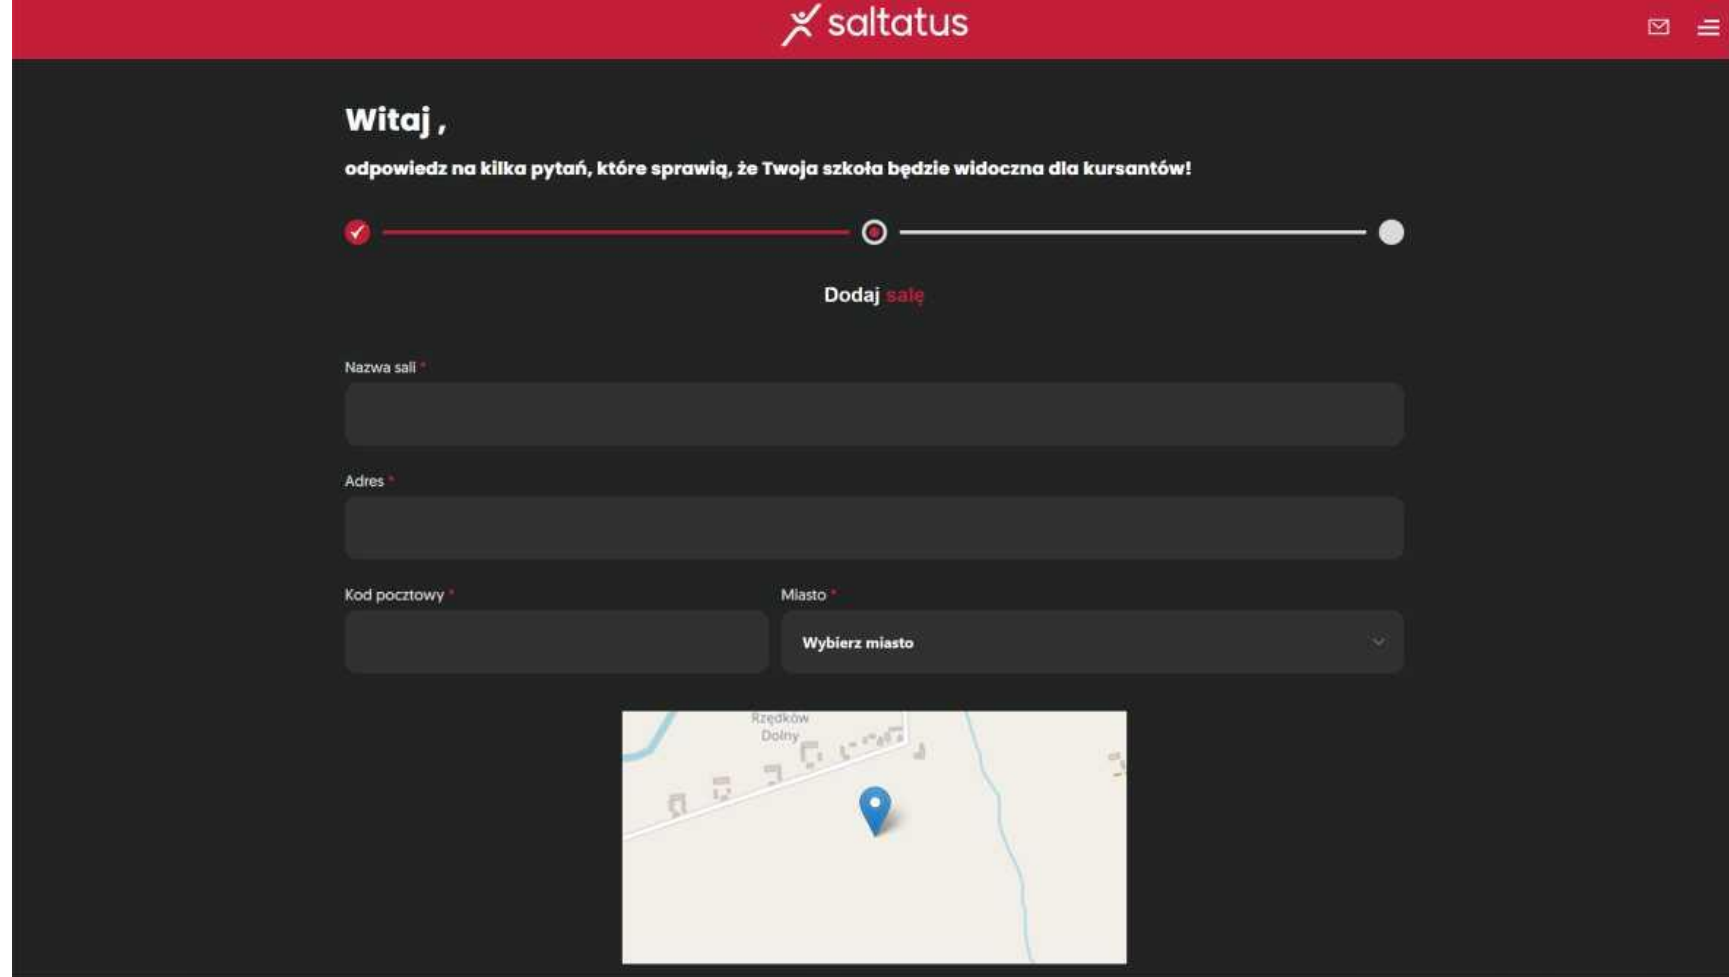 saltatus
Witaj ,
odpowiedz na kilka pytań, które sprawią, że Twoja szkoła będzie widoczna dla kursantów!
Dodaj salę
Nazwa sali *
Adres *
Kod pocztowy *
Miasto *
Wybierz miasto
Rzędków
Dolny